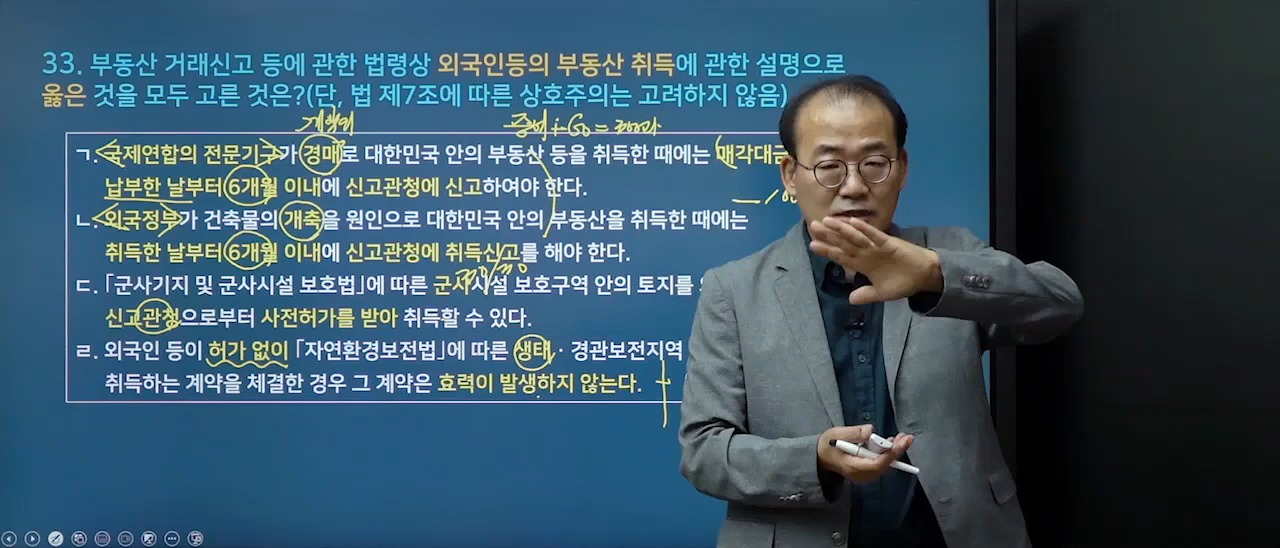 33. 부동산 거래신고 등에 관한 법령상 외국인등의 부동산 취득에 관한 설명으로
옳은 것을 모두 고른 것은?(단, 법 제7조에 따른 상호주의는 고려하지 않음)
계약외
ㄱ. 국제연합의 전문기구가 경매로 대한민국 안의 부동산 등을 취득한 때에는 매각대금
납부한 날부터 6개월 이내에 신고관청에 신고하여야 한다.
ㄴ. 외국정부가 건축물의 개축을 원인으로 대한민국 안의 부동산을 취득한 때에는
취득한 날부터 6개월 이내에 신고관청에 취득신고를 해야 한다.
ㄷ. 「군사기지 및 군사시설 보호법」에 따른 군사시설 보호구역 안의 토지를
신고관청으로부터 사전허가를 받아 취득할 수 있다.
ㄹ. 외국인 등이 허가 없이 「자연환경보전법」에 따른 생태·경관보전지역
취득하는 계약을 체결한 경우 그 계약은 효력이 발생하지 않는다.